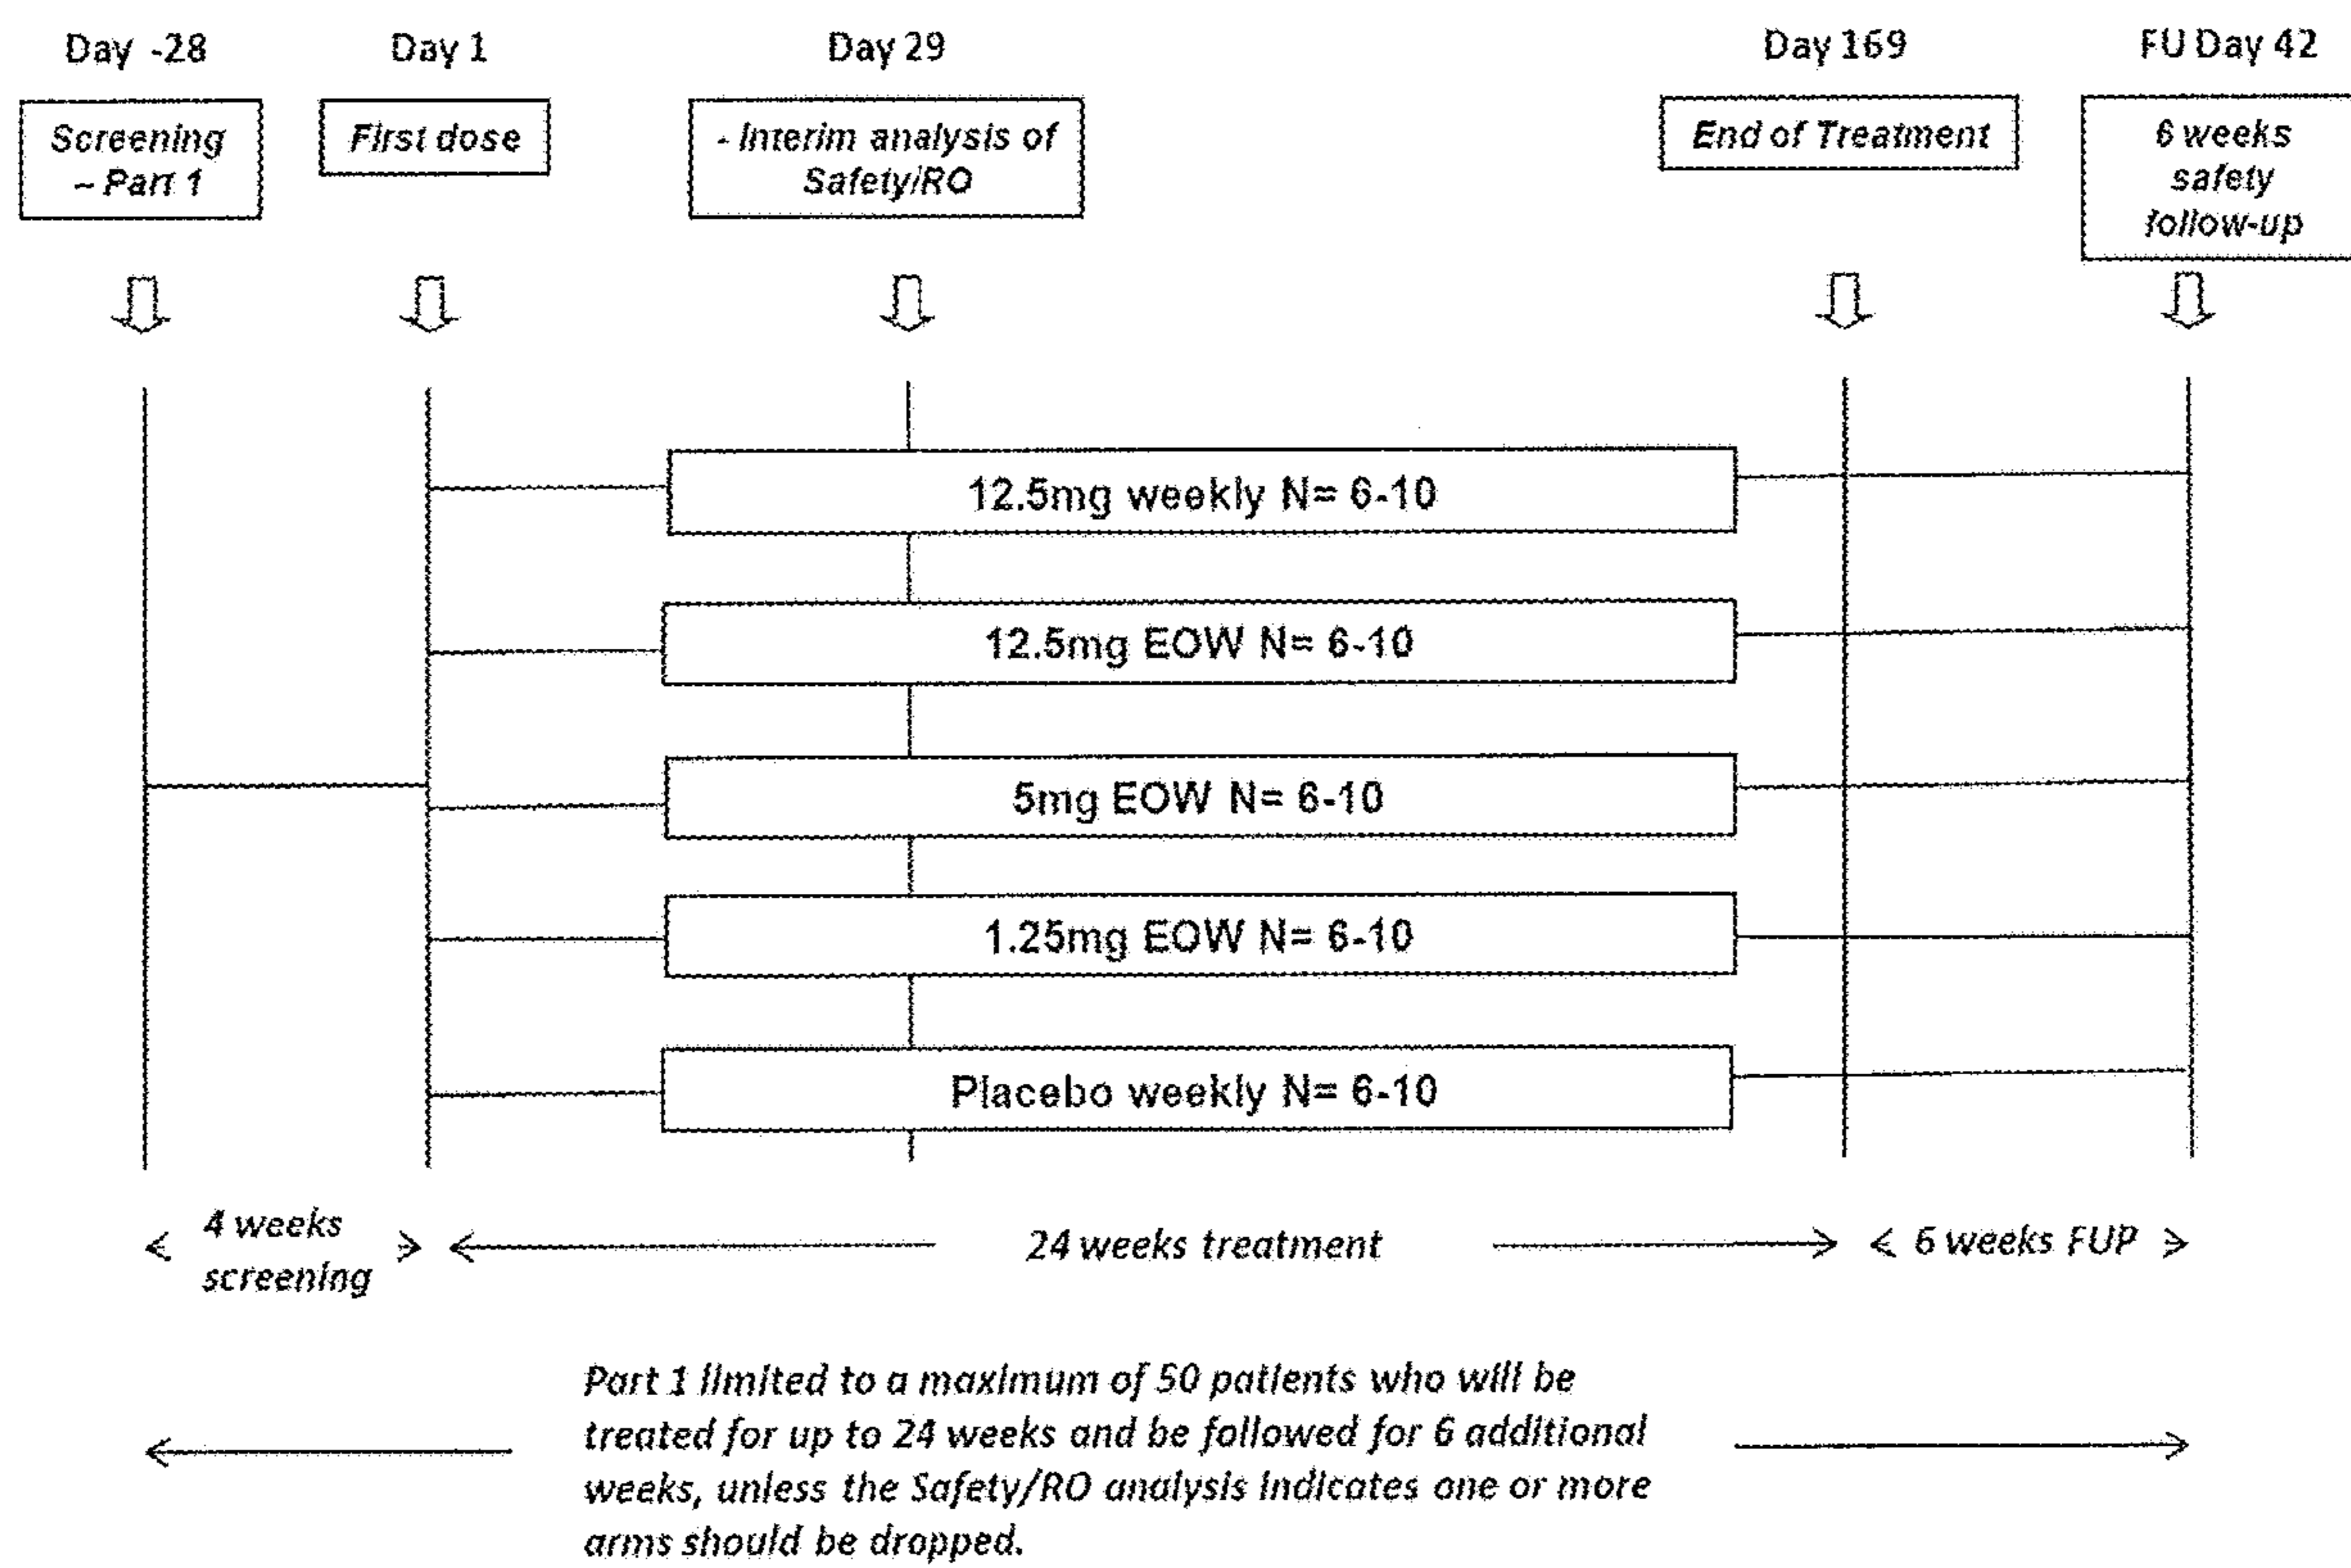 Day -28
Day 1
Day 29
Day 169
FU Day 42
Screening
– Part 1
First dose
- Interim analysis of
Safety/RO
End of Treatment
6 weeks
safety
follow-up
12.5mg weekly N= 6-10
12.5mg EOW N= 6-10
5mg EOW N= 6-10
1.25mg EOW N= 6-10
Placebo weekly N= 6-10
4 weeks
screening
24 weeks treatment
6 weeks FUP
Part 1 limited to a maximum of 50 patients who will be
treated for up to 24 weeks and be followed for 6 additional
weeks, unless the Safety/RO analysis indicates one or more
arms should be dropped.